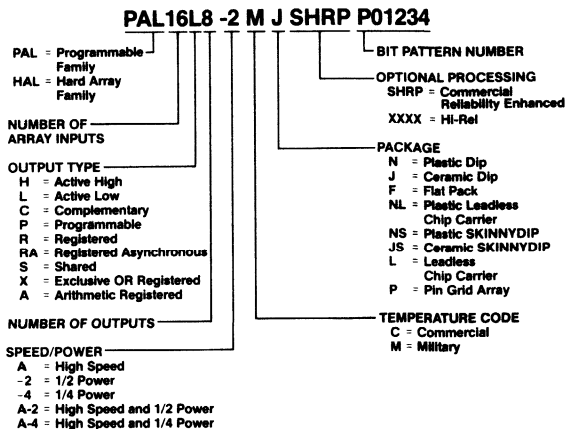 PAL16L8 -2 M J SHRP P01234
PAL = Programmable
Family
HAL = Hard Array
Family
NUMBER OF
ARRAY INPUTS
OUTPUT TYPE
H = Active High
L = Active Low
C = Complementary
P = Programmable
R = Registered
RA = Registered Asynchronous
S = Shared
X = Exclusive OR Registered
A = Arithmetic Registered
NUMBER OF OUTPUTS
SPEED/POWER
A = High Speed
-2 = 1/2 Power
-4 = 1/4 Power
A-2 = High Speed and 1/2 Power
A-4 = High Speed and 1/4 Power
BIT PATTERN NUMBER
OPTIONAL PROCESSING
SHRP = Commercial
Reliability Enhanced
XXXX = Hi-Rel
PACKAGE
N = Plastic Dip
J = Ceramic Dip
F = Flat Pack
NL = Plastic Leadless
Chip Carrier
NS = Plastic SKINNYDIP
JS = Ceramic SKINNYDIP
L = Leadless
Chip Carrier
P = Pin Grid Array
TEMPERATURE CODE
C = Commercial
M = Military